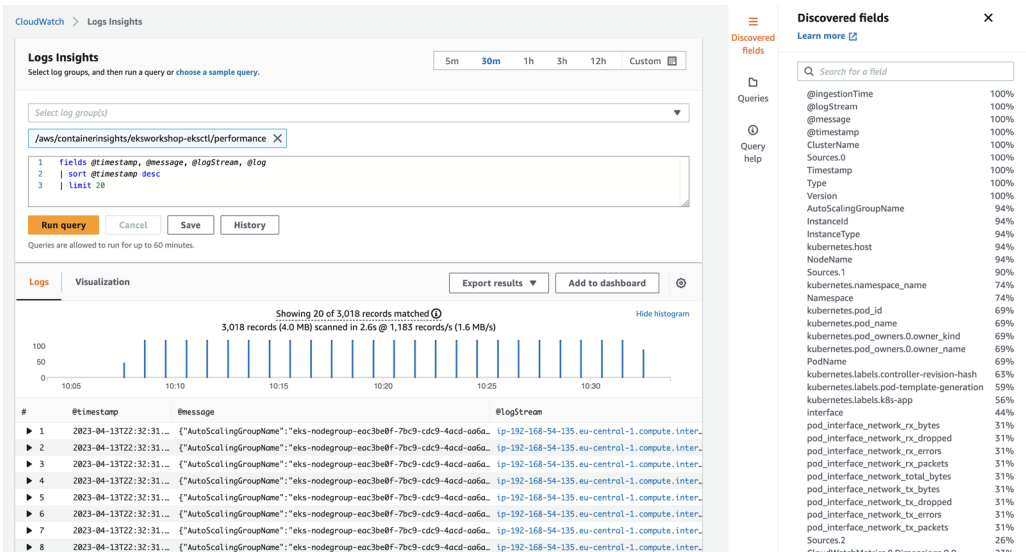 CloudWatch > Logs Insights
Logs Insights
Select log groups, and then run a query or choose a sample query.
5m 30m 1h 3h 12h Custom
Select log group(s)
/aws/containerinsights/eksworkshop-eksctl/performance
1 fields @timestamp, @message, @logStream, @log
2 | sort @timestamp desc
3 | limit 20
Run query Cancel Save History
Queries are allowed to run for up to 60 minutes.
Logs Visualization Export results Add to dashboard
Showing 20 of 3,018 records matched
Hide histogram
3,018 records (4.0 MB) scanned in 2.6s @ 1,183 records/s (1.6 MB/s)
100
50
0
10:05 10:10 10:15 10:20 10:25 10:30
# @timestamp @message @logStream
1 2023-04-13T22:32:31.… {"AutoScalingGroupName":"eks-nodegroup-eac3be0f-7bc9-cdc9-4acd-aa6a… ip-192-168-54-135.eu-central-1.compute.inter…
2 2023-04-13T22:32:31.… {"AutoScalingGroupName":"eks-nodegroup-eac3be0f-7bc9-cdc9-4acd-aa6a… ip-192-168-54-135.eu-central-1.compute.inter…
3 2023-04-13T22:32:31.… {"AutoScalingGroupName":"eks-nodegroup-eac3be0f-7bc9-cdc9-4acd-aa6a… ip-192-168-54-135.eu-central-1.compute.inter…
4 2023-04-13T22:32:31.… {"AutoScalingGroupName":"eks-nodegroup-eac3be0f-7bc9-cdc9-4acd-aa6a… ip-192-168-54-135.eu-central-1.compute.inter…
5 2023-04-13T22:32:31.… {"AutoScalingGroupName":"eks-nodegroup-eac3be0f-7bc9-cdc9-4acd-aa6a… ip-192-168-54-135.eu-central-1.compute.inter…
6 2023-04-13T22:32:31.… {"AutoScalingGroupName":"eks-nodegroup-eac3be0f-7bc9-cdc9-4acd-aa6a… ip-192-168-54-135.eu-central-1.compute.inter…
7 2023-04-13T22:32:31.… {"AutoScalingGroupName":"eks-nodegroup-eac3be0f-7bc9-cdc9-4acd-aa6a… ip-192-168-54-135.eu-central-1.compute.inter…
8 2023-04-13T22:32:31.… {"AutoScalingGroupName":"eks-nodegroup-eac3be0f-7bc9-cdc9-4acd-aa6a… ip-192-168-54-135.eu-central-1.compute.inter…
Discovered
fields
Queries
Query
help
Discovered fields
Learn more
Search for a field
@ingestionTime 100%
@logStream 100%
@message 100%
@timestamp 100%
ClusterName 100%
Sources.0 100%
Timestamp 100%
Type 100%
Version 100%
AutoScalingGroupName 94%
InstanceId 94%
InstanceType 94%
kubernetes.host 94%
NodeName 94%
Sources.1 90%
kubernetes.namespace_name 74%
Namespace 74%
kubernetes.pod_id 69%
kubernetes.pod_name 69%
kubernetes.pod_owners.0.owner_kind 69%
kubernetes.pod_owners.0.owner_name 69%
PodName 69%
kubernetes.labels.controller-revision-hash 63%
kubernetes.labels.pod-template-generation 59%
kubernetes.labels.k8s-app 56%
interface 44%
pod_interface_network_rx_bytes 31%
pod_interface_network_rx_dropped 31%
pod_interface_network_rx_errors 31%
pod_interface_network_rx_packets 31%
pod_interface_network_total_bytes 31%
pod_interface_network_tx_bytes 31%
pod_interface_network_tx_dropped 31%
pod_interface_network_tx_errors 31%
pod_interface_network_tx_packets 31%
Sources.2 26%